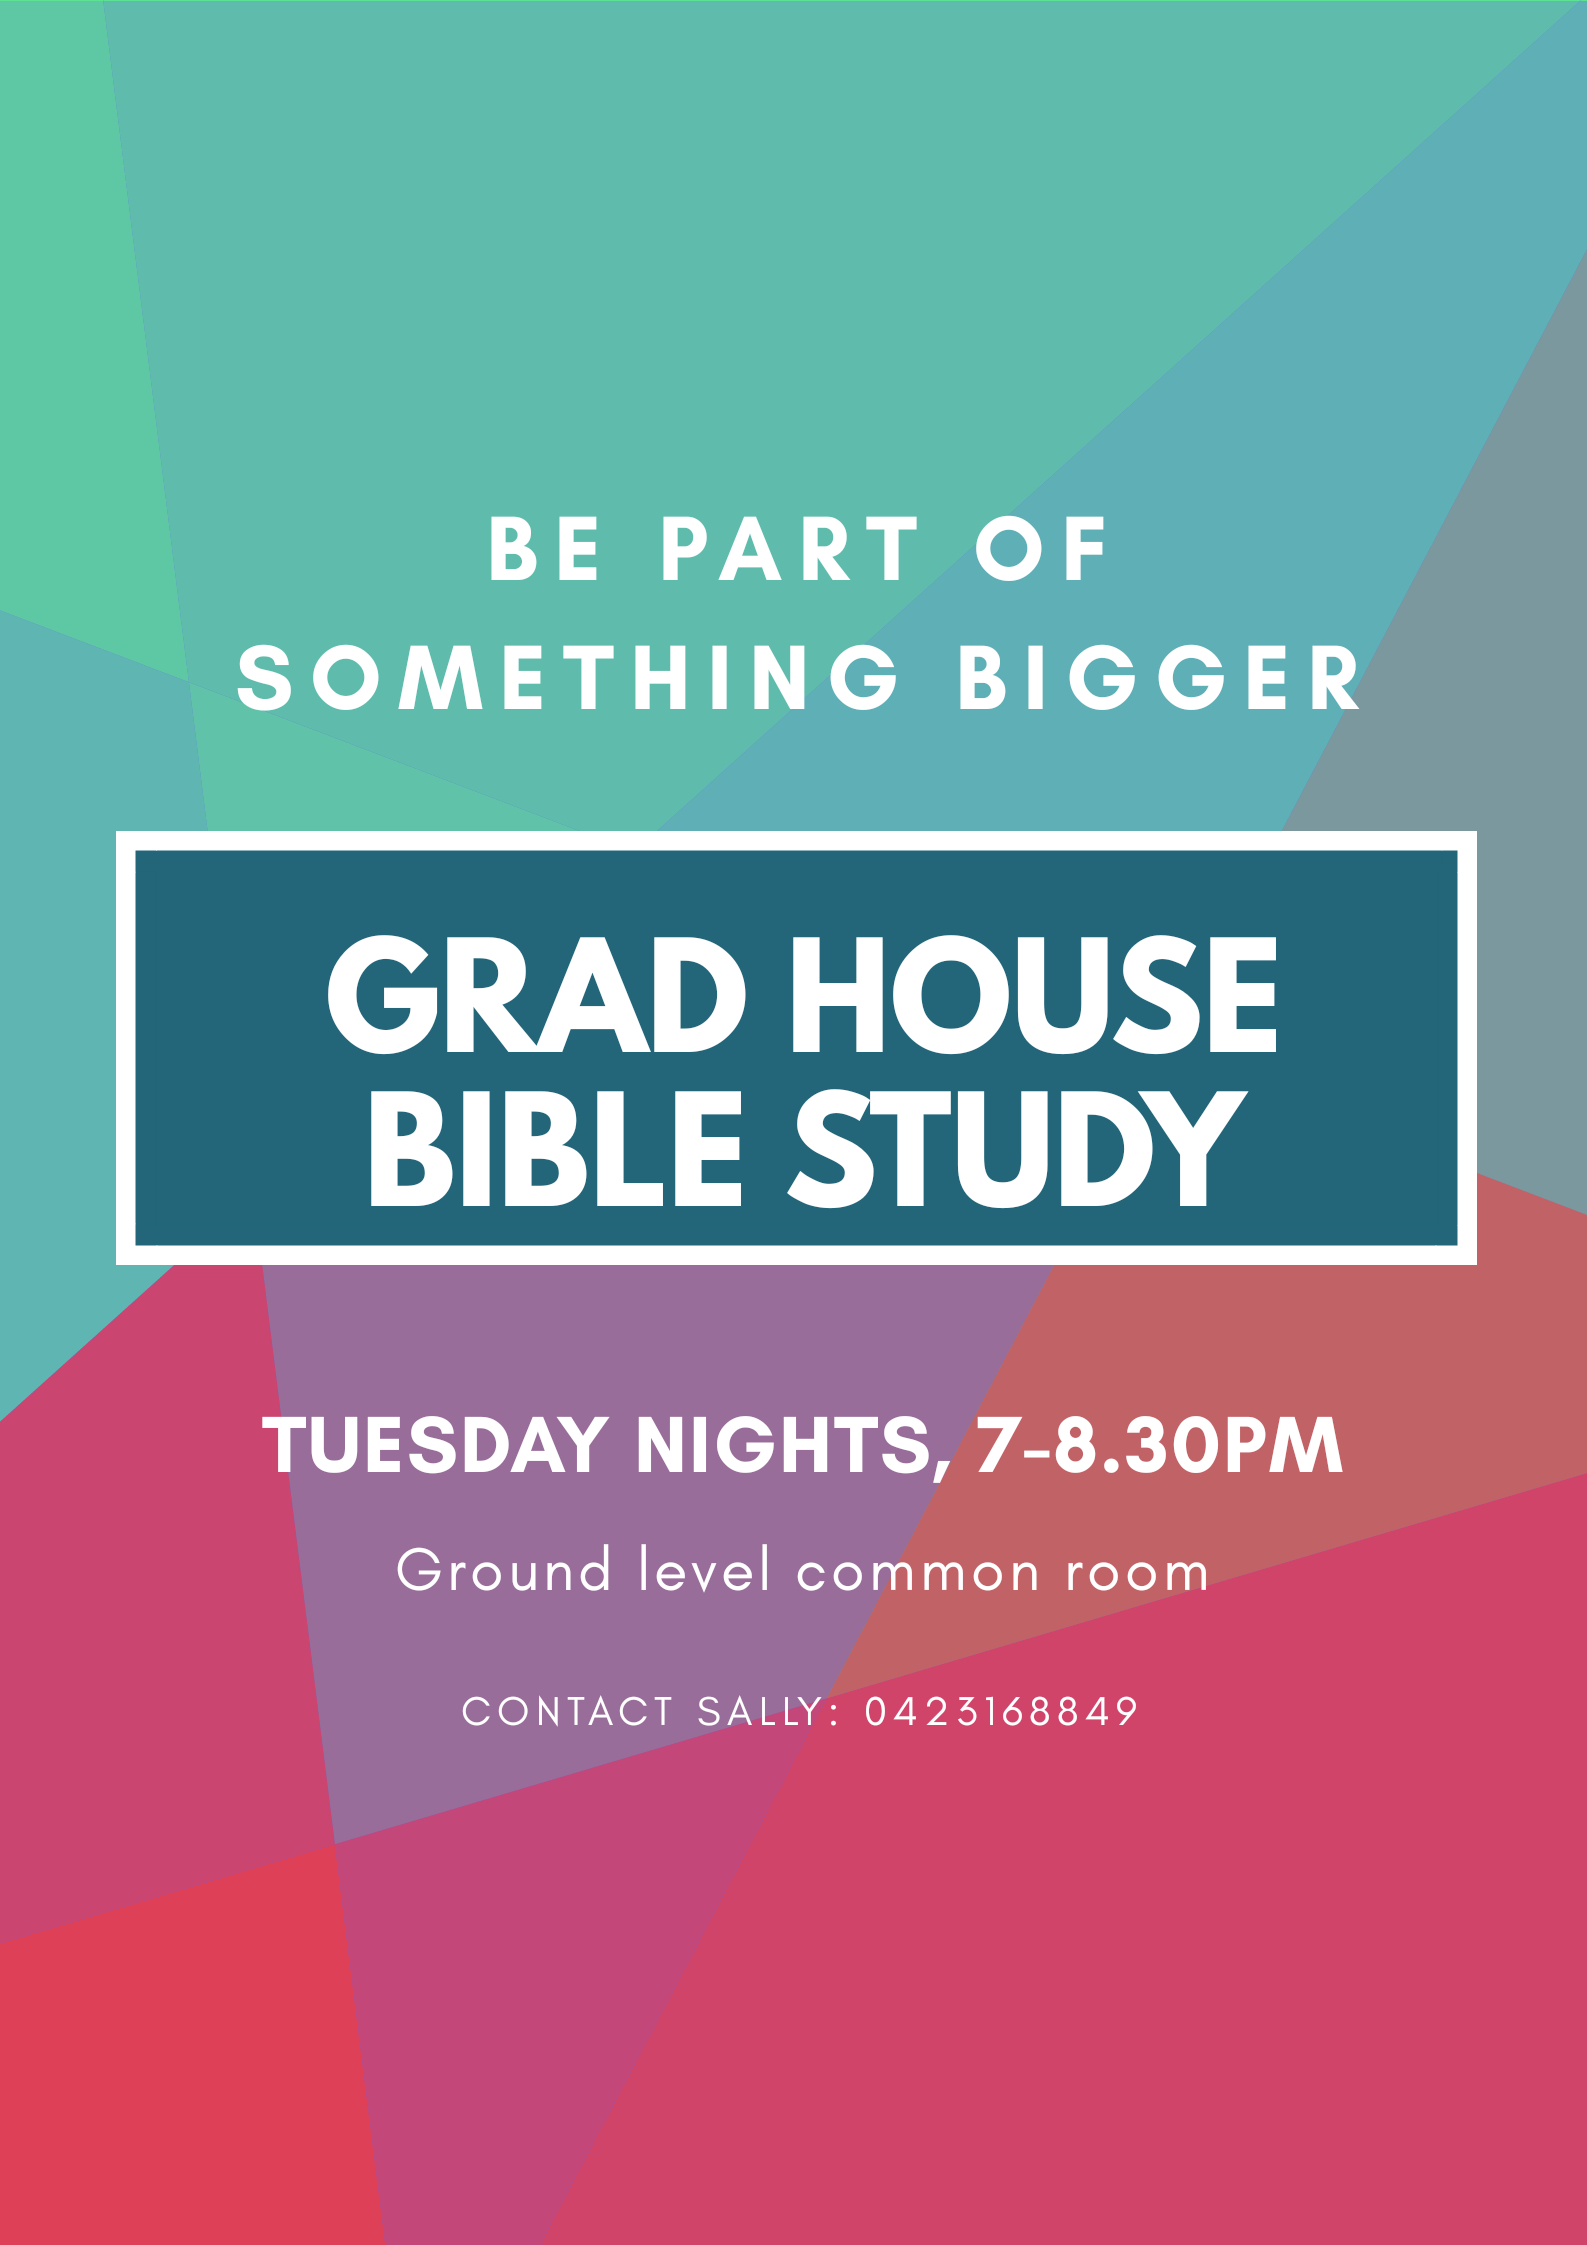 BE PART OF
SOMETHING BIGGER
GRAD HOUSE
BIBLE STUDY
TUESDAY NIGHTS, 7-8.30PM
Ground level common room
CONTACT SALLY: 0423168849